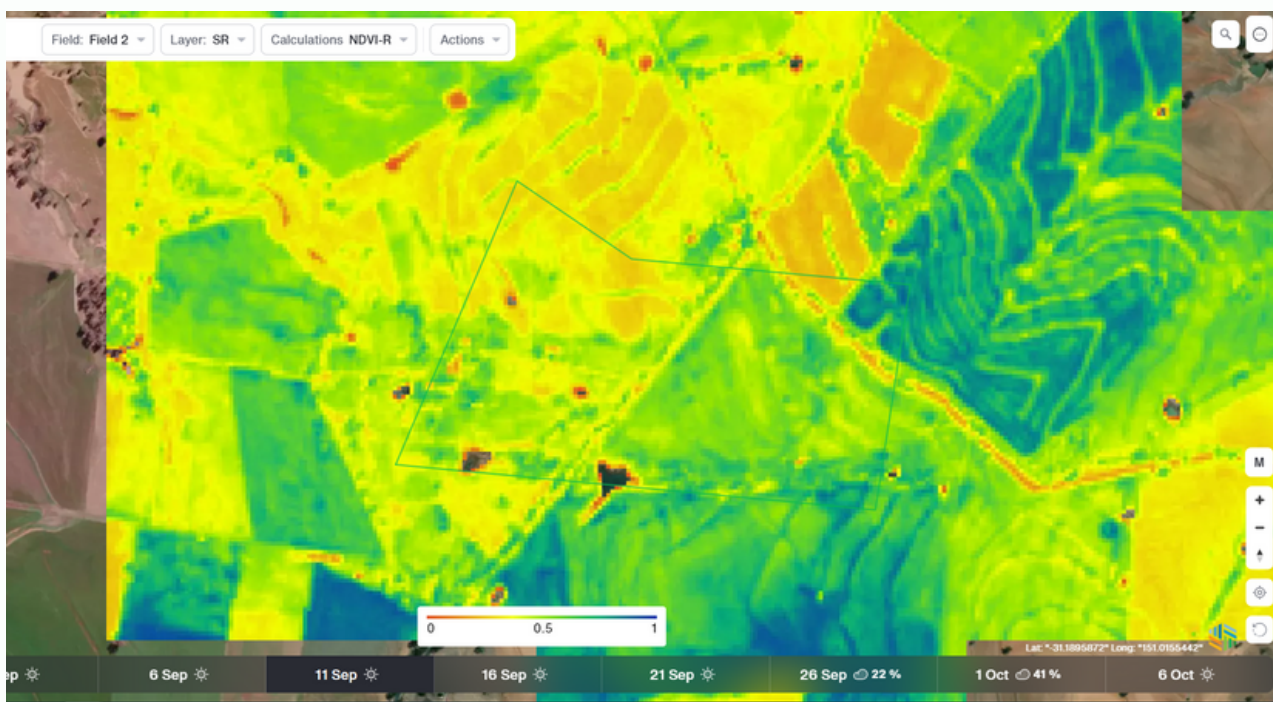 Field: Field 2 Layer: SR Calculations NDVI-R Actions
M
0 0.5 1
Lat: "-31.1895872" Long: "151.0155442"
ep 6 Sep 11 Sep 16 Sep 21 Sep 26 Sep 22 % 1 Oct 41 % 6 Oct